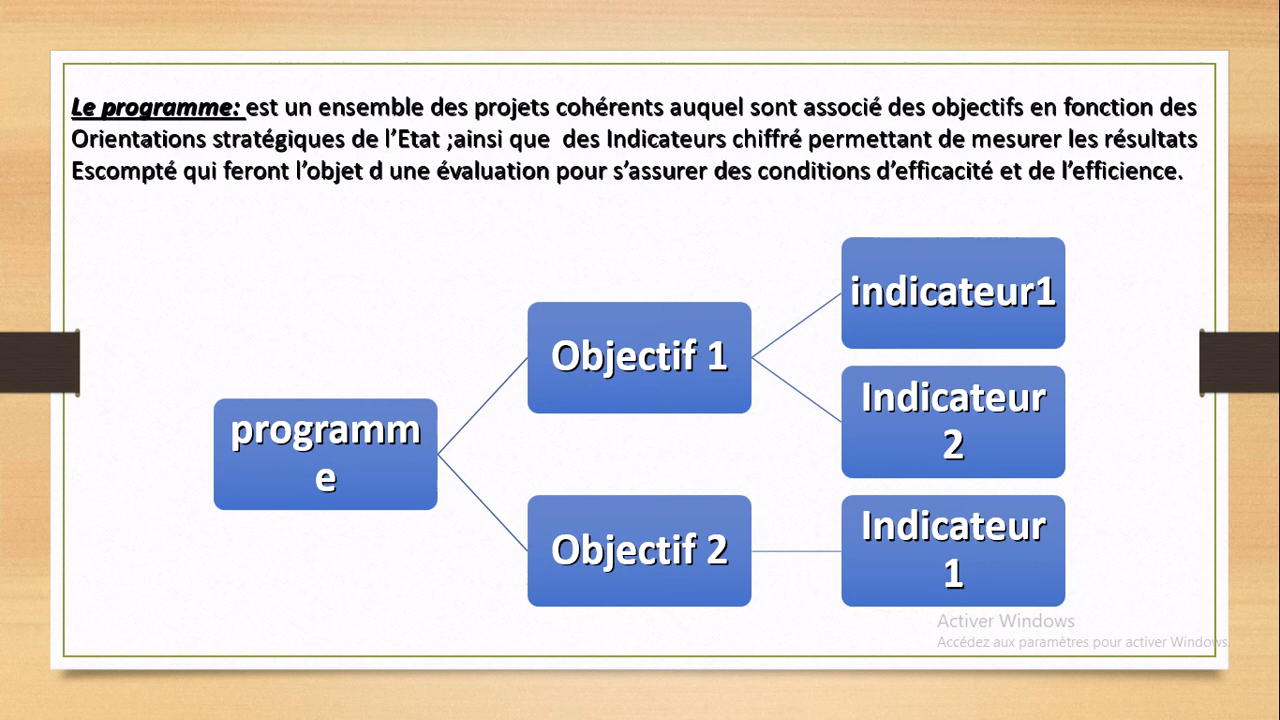 Le programme: est un ensemble des projets cohérents auquel sont associé des objectifs en fonction des
Orientations stratégiques de l’Etat ;ainsi que  des Indicateurs chiffré permettant de mesurer les résultats
Escompté qui feront l’objet d une évaluation pour s’assurer des conditions d’efficacité et de l’efficience.
programm
e
Objectif 1
indicateur1
Indicateur
2
Objectif 2
Indicateur
1
Activer Windows
Accédez aux paramètres pour activer Windows.